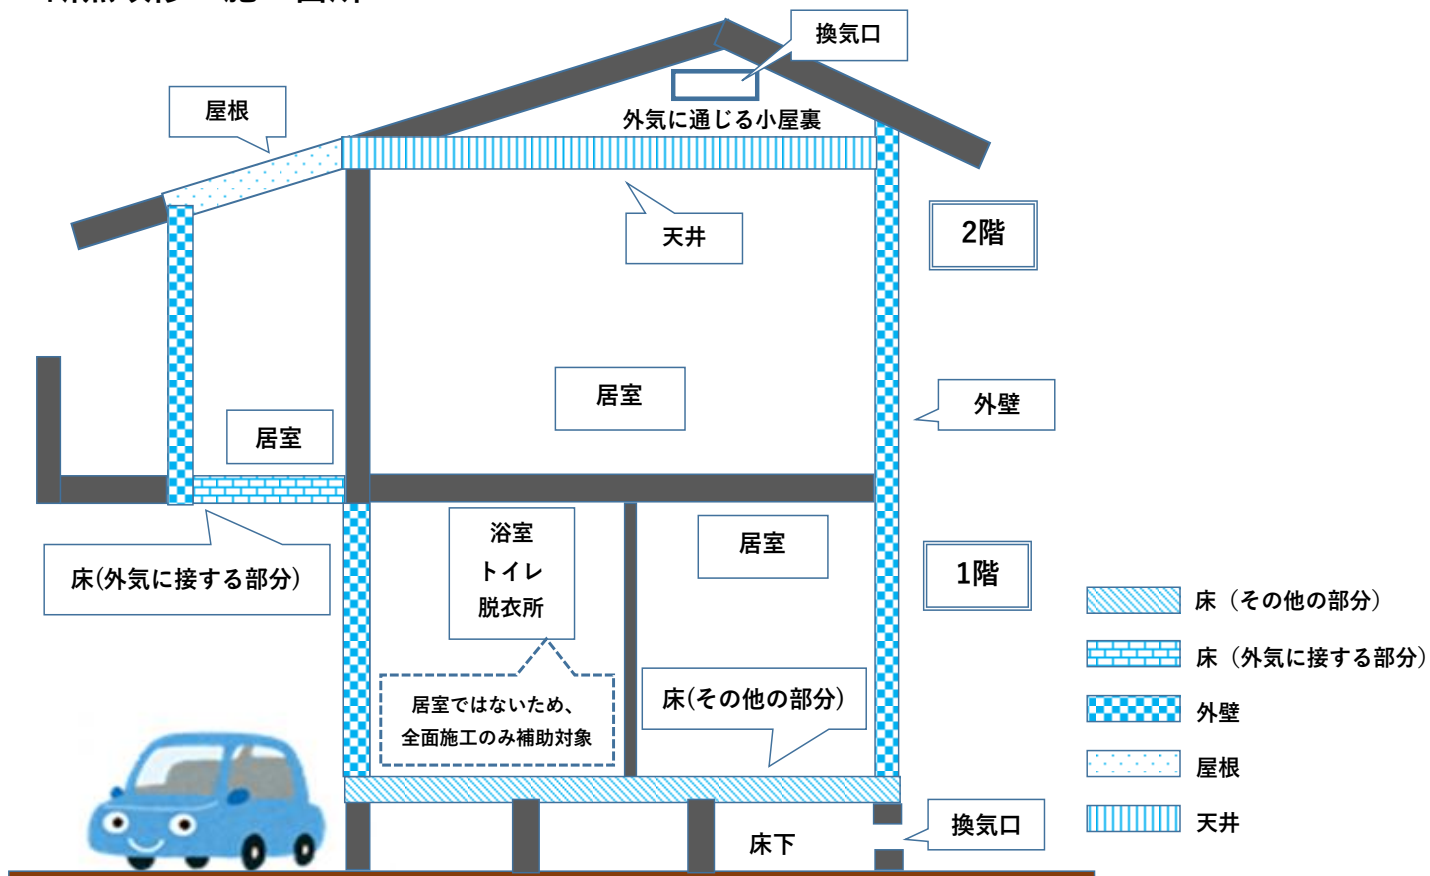 換気口
屋根
外気に通じる小屋裏
天井
2階
居室
外壁
居室
浴室
トイレ
脱衣所
居室
床(外気に接する部分)
1階
居室ではないため、
全面施工のみ補助対象
床(その他の部分)
床下
換気口
床（その他の部分）
床（外気に接する部分）
外壁
屋根
天井